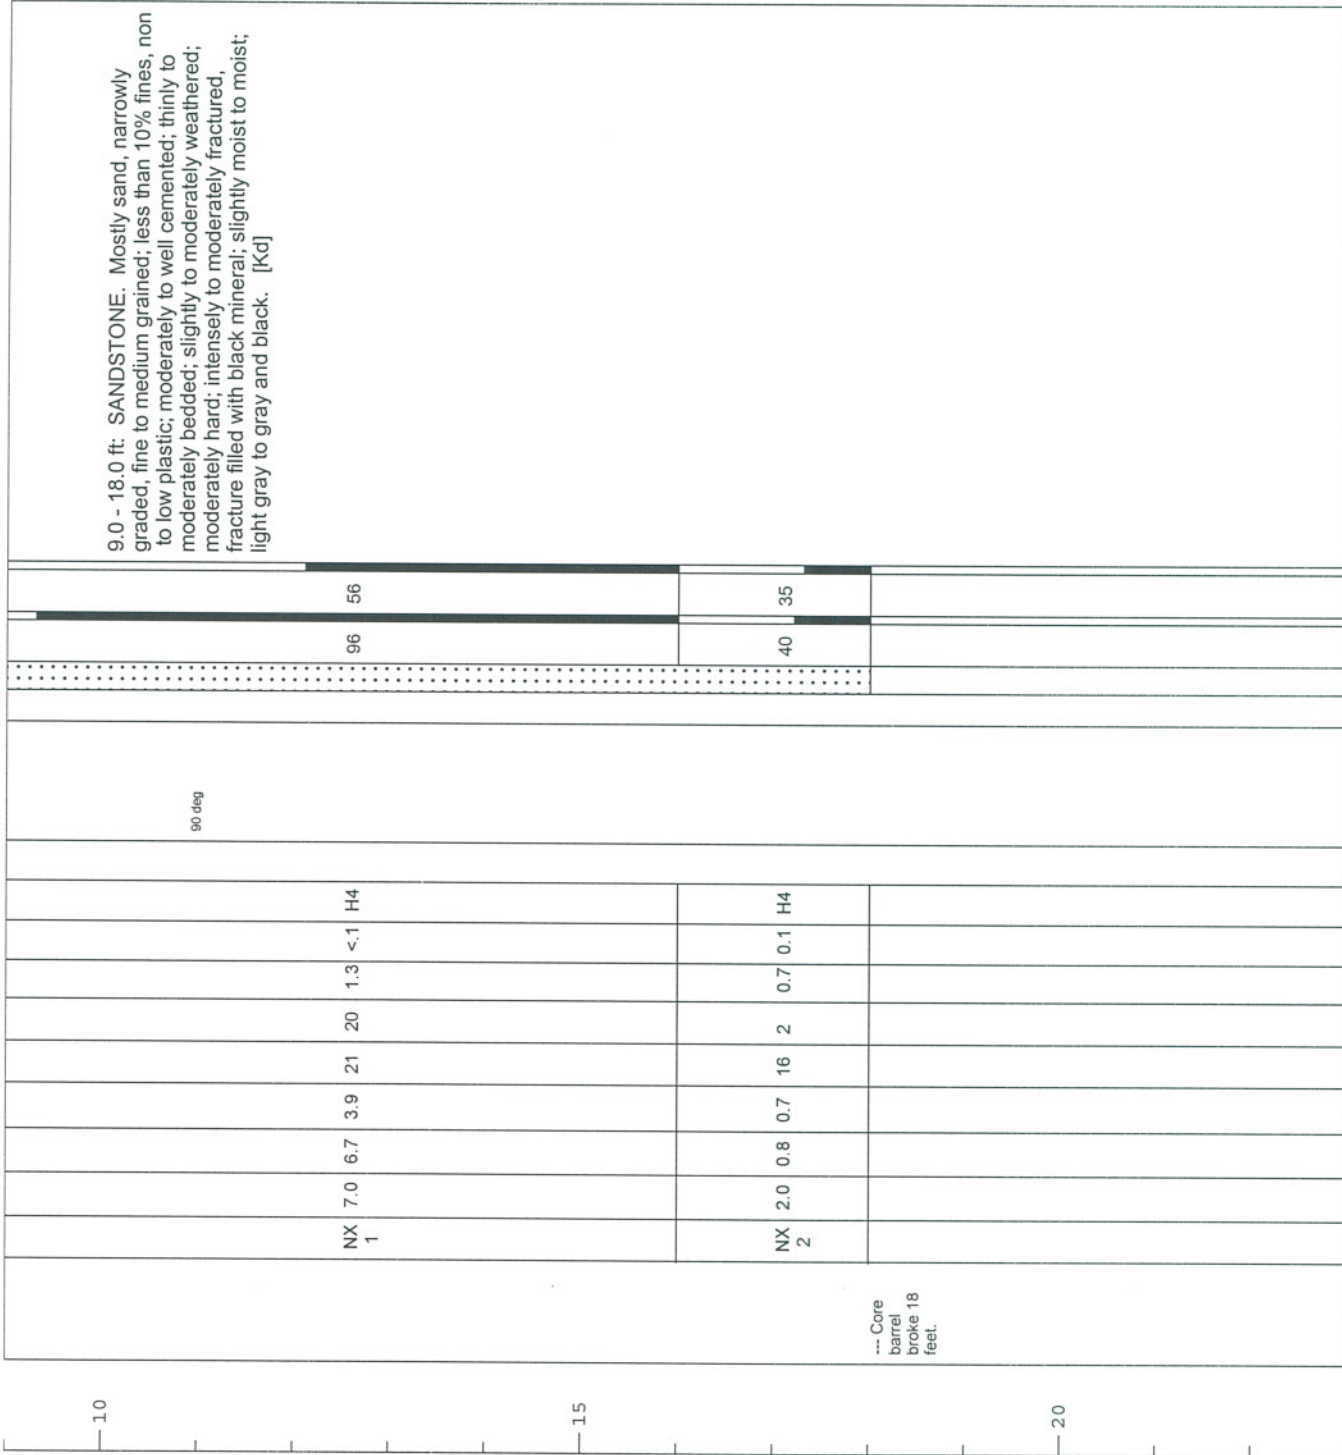 10
15
20
--- Core
barrel
broke 18
feet.
NX
1
7.0
6.7
3.9
21
20
1.3
<.1
H4
90 deg
96
56
NX
2
2.0
0.8
0.7
16
2
0.7
0.1
H4
40
35
9.0 - 18.0 ft: SANDSTONE. Mostly sand, narrowly
graded, fine to medium grained; less than 10% fines, non
to low plastic; moderately to well cemented; thinly to
moderately bedded; slightly to moderately weathered;
moderately hard; intensely to moderately fractured,
fracture filled with black mineral; slightly moist to moist;
light gray to gray and black. [Kd]